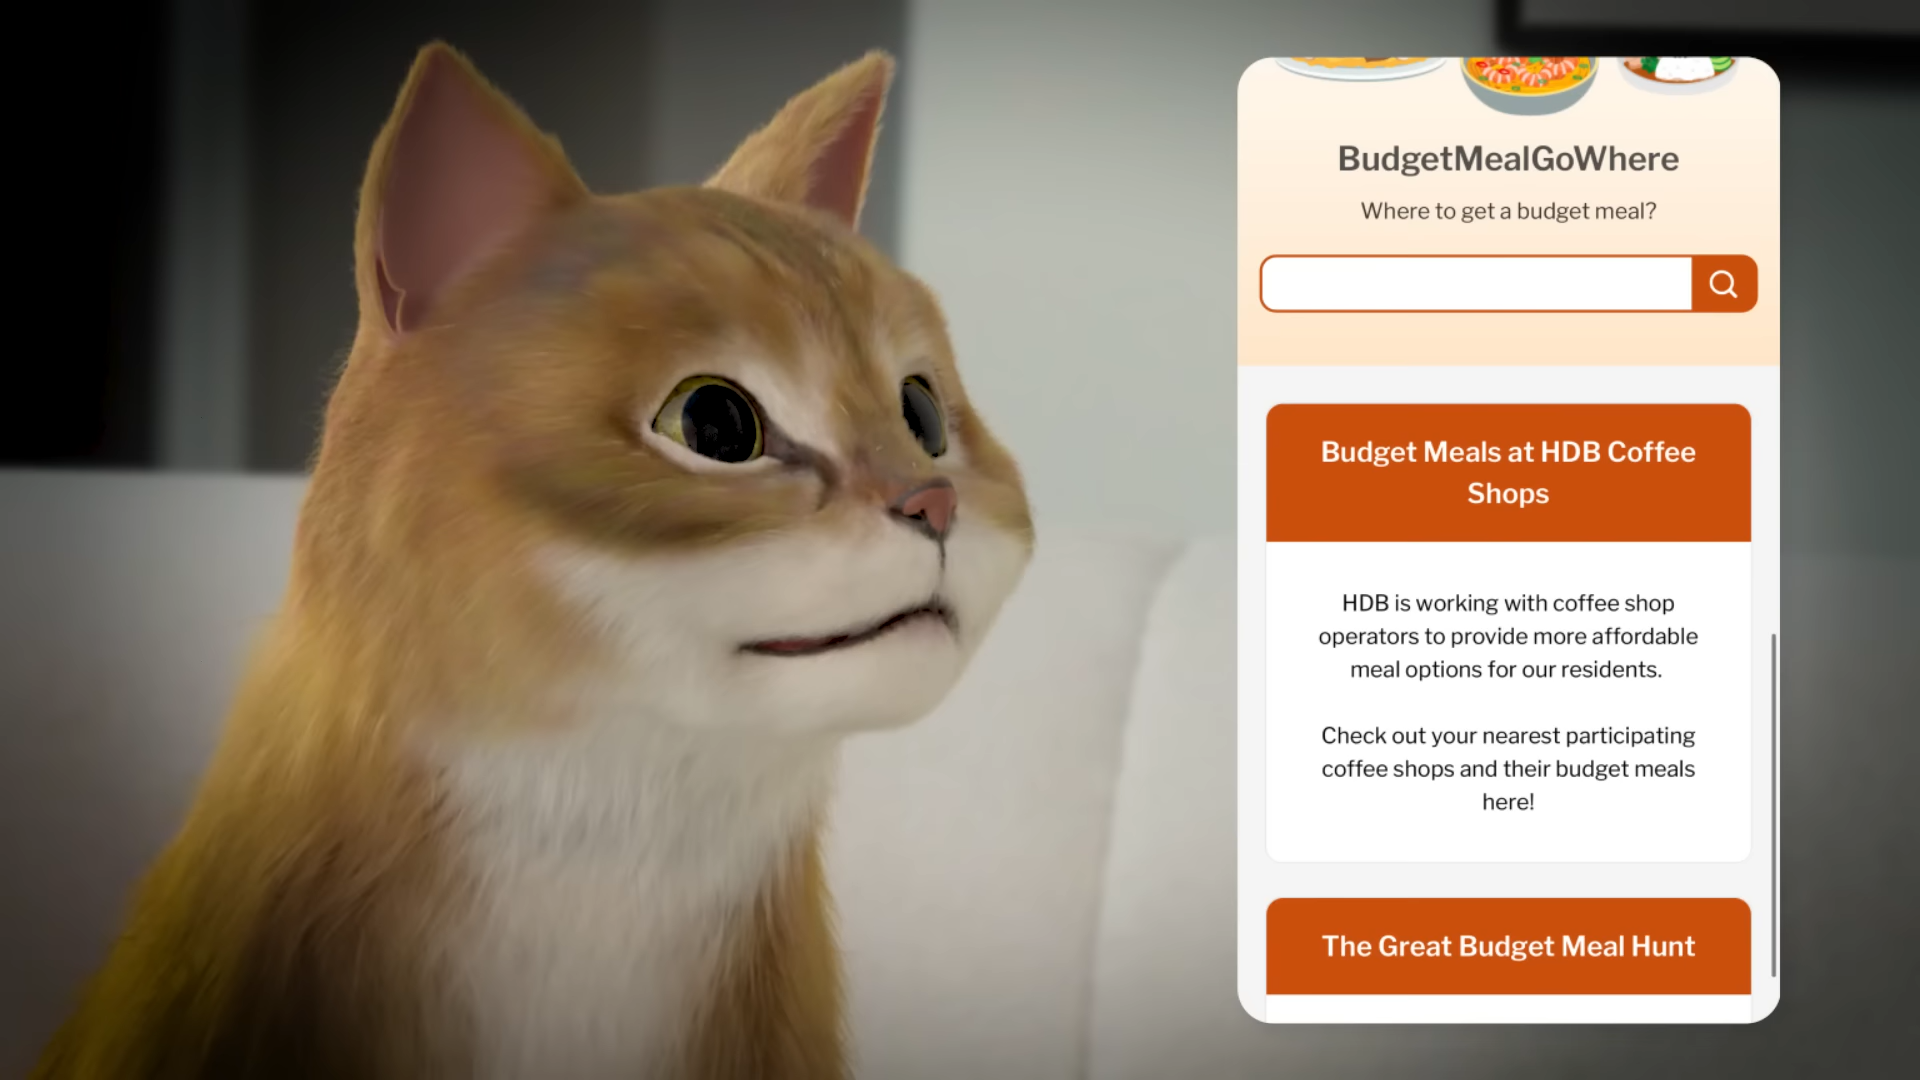 BudgetMealGoWhere
Where to get a budget meal?
Budget Meals at HDB Coffee
Shops
HDB is working with coffee shop
operators to provide more affordable
meal options for our residents.
Check out your nearest participating
coffee shops and their budget meals
here!
The Great Budget Meal Hunt